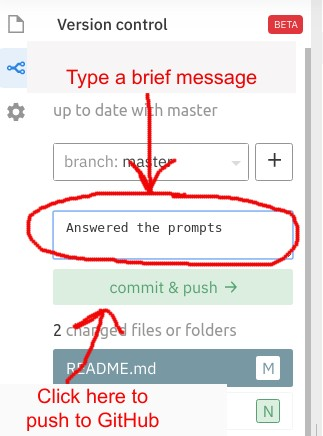 Version control
BETA
Type a brief message
up to date with master
branch: master
+
Answered the prompts
commit & push →
2 changed files or folders
README.md
M
Click here to
push to GitHub
N